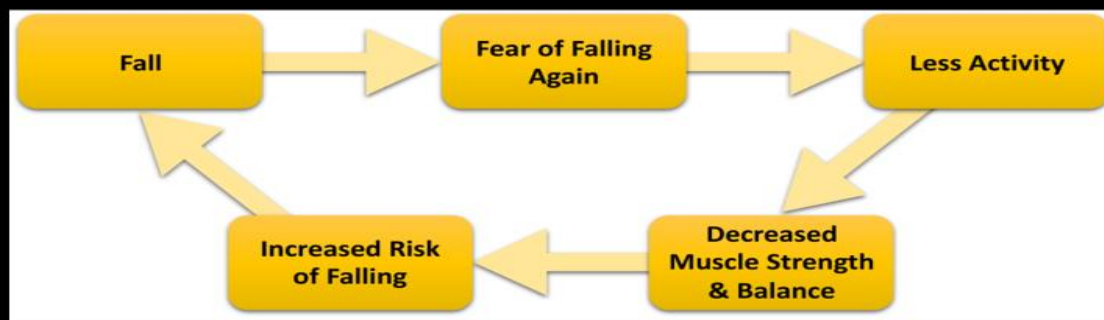 Fall
Fear of Falling
Again
Less Activity
Decreased
Muscle Strength
& Balance
Increased Risk
of Falling